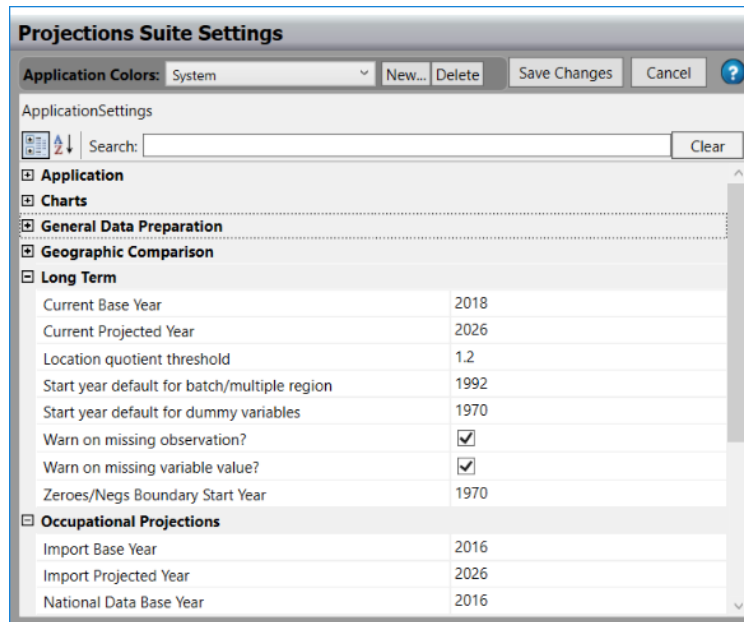 Projections Suite Settings
Application Colors: System New... Delete Save Changes Cancel ?
ApplicationSettings
A Z Search: Clear
Application
Charts
General Data Preparation
Geographic Comparison
Long Term
Current Base Year 2018
Current Projected Year 2026
Location quotient threshold 1.2
Start year default for batch/multiple region 1992
Start year default for dummy variables 1970
Warn on missing observation?
Warn on missing variable value?
Zeroes/Negs Boundary Start Year 1970
Occupational Projections
Import Base Year 2016
Import Projected Year 2026
National Data Base Year 2016